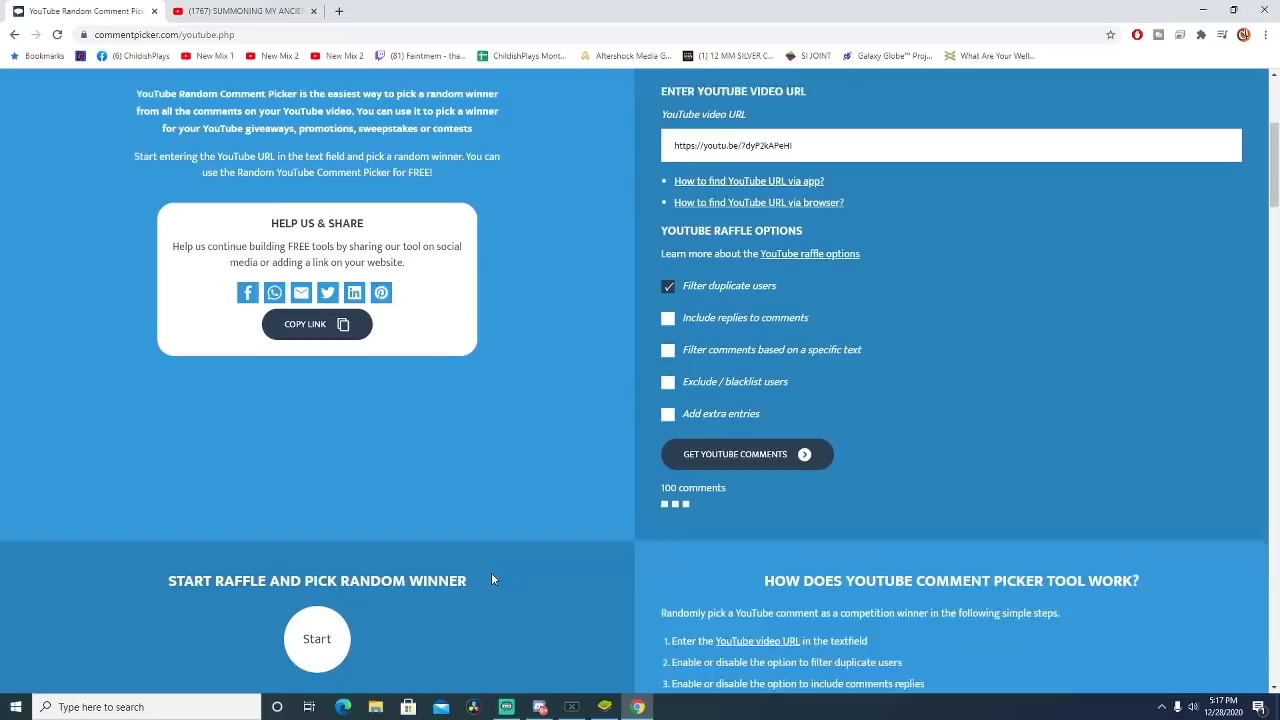 YouTube Random Comment Picker
(1767) SUMMONING MY ANCIE
commentpicker.com/youtube.php
Bookmarks
(6) ChildishPlays
New Mix 1
New Mix 2
New Mix 2
(81) Faintmem - tha...
ChildishPlays Mont...
Aftershock Media G...
(1) 12 MM SILVER C...
SI JOINT
Galaxy Globe™ Proj...
What Are Your Well...
YouTube Random Comment Picker is the easiest way to pick a random winner
from all the comments on your YouTube video. You can use it to pick a winner
for your YouTube giveaways, promotions, sweepstakes or contests
Start entering the YouTube URL in the text field and pick a random winner. You can
use the Random YouTube Comment Picker for FREE!
HELP US & SHARE
Help us continue building FREE tools by sharing our tool on social
media or adding a link on your website.
COPY LINK
ENTER YOUTUBE VIDEO URL
YouTube video URL
https://youtu.be/7dyP2kAPeHI
How to find YouTube URL via app?
How to find YouTube URL via browser?
YOUTUBE RAFFLE OPTIONS
Learn more about the YouTube raffle options
Filter duplicate users
Include replies to comments
Filter comments based on a specific text
Exclude / blacklist users
Add extra entries
GET YOUTUBE COMMENTS
100 comments
START RAFFLE AND PICK RANDOM WINNER
Start
HOW DOES YOUTUBE COMMENT PICKER TOOL WORK?
Randomly pick a YouTube comment as a competition winner in the following simple steps.
1. Enter the YouTube video URL in the textfield
2. Enable or disable the option to filter duplicate users
3. Enable or disable the option to include comments replies
Type here to search
5:17 PM
12/28/2020